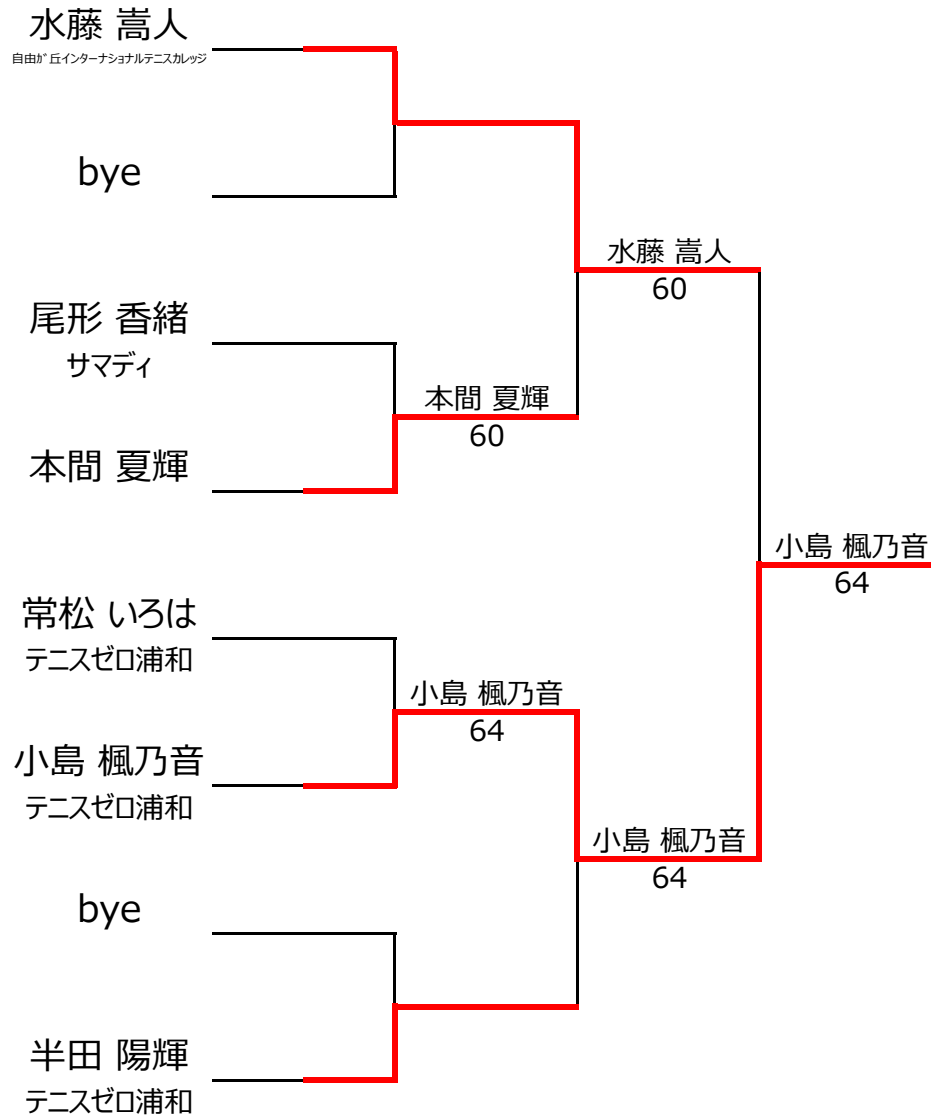 水藤 嵩人
自由が丘インターナショナルテニスカレッジ
bye
水藤 嵩人
60
尾形 香緒
サマディ
本間 夏輝
60
本間 夏輝
小島 楓乃音
64
常松 いろは
テニスゼロ浦和
小島 楓乃音
64
小島 楓乃音
テニスゼロ浦和
小島 楓乃音
64
bye
半田 陽輝
テニスゼロ浦和